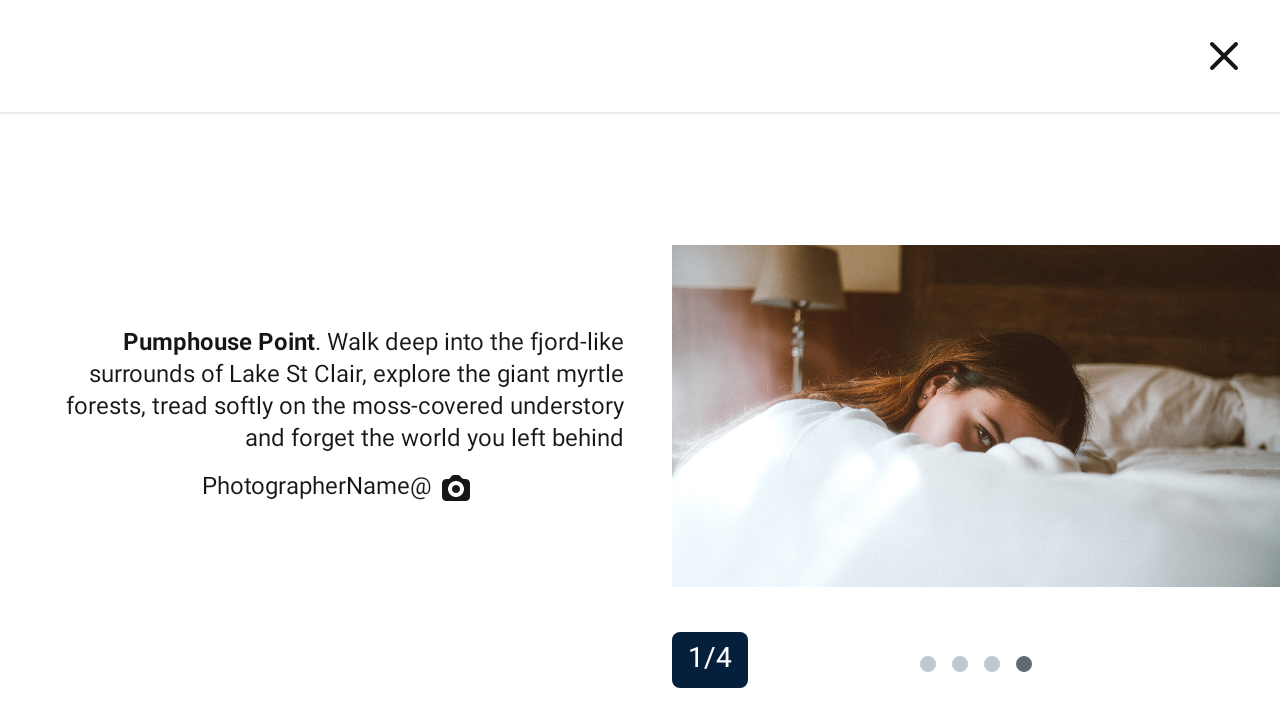 Pumphouse Point. Walk deep into the fjord-like
surrounds of Lake St Clair, explore the giant myrtle
forests, tread softly on the moss-covered understory
and forget the world you left behind
PhotographerName@
1/4